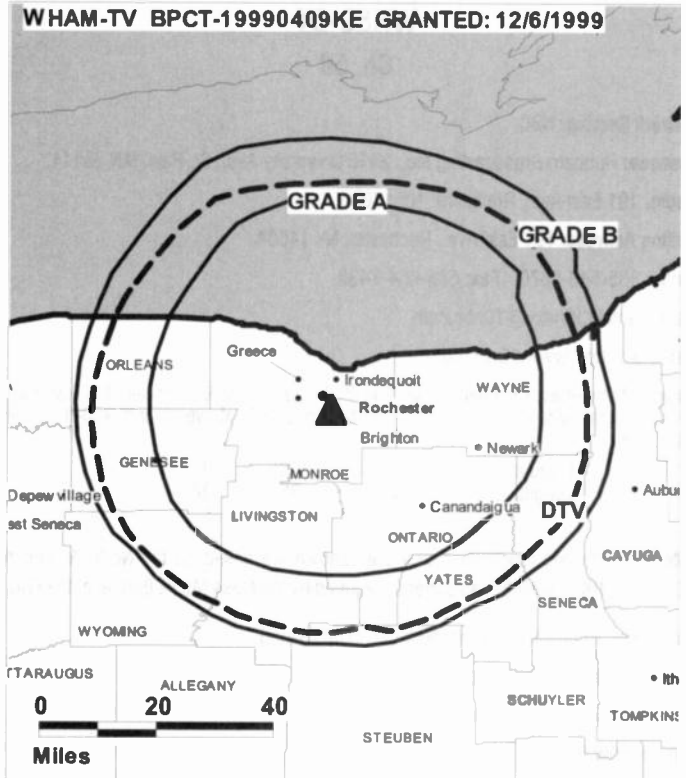 WHAM-TV BPCT-19990409KE GRANTED: 12/6/1999
GRADE A
GRADE B
ORLEANS
Greece
Irondequoit
WAYNE
Rochester
Brighton
Newark
GENESEE
MONROE
Depew village
Aubu
LIVINGSTON
Canandaigua
DTV
ast Seneca
ONTARIO
CAYUGA
YATES
SENECA
WYOMING
TTARAUGUS
ALLEGANY
Ith
SCHUYLER
TOMPKINS
0 20 40
Miles
STEUBEN